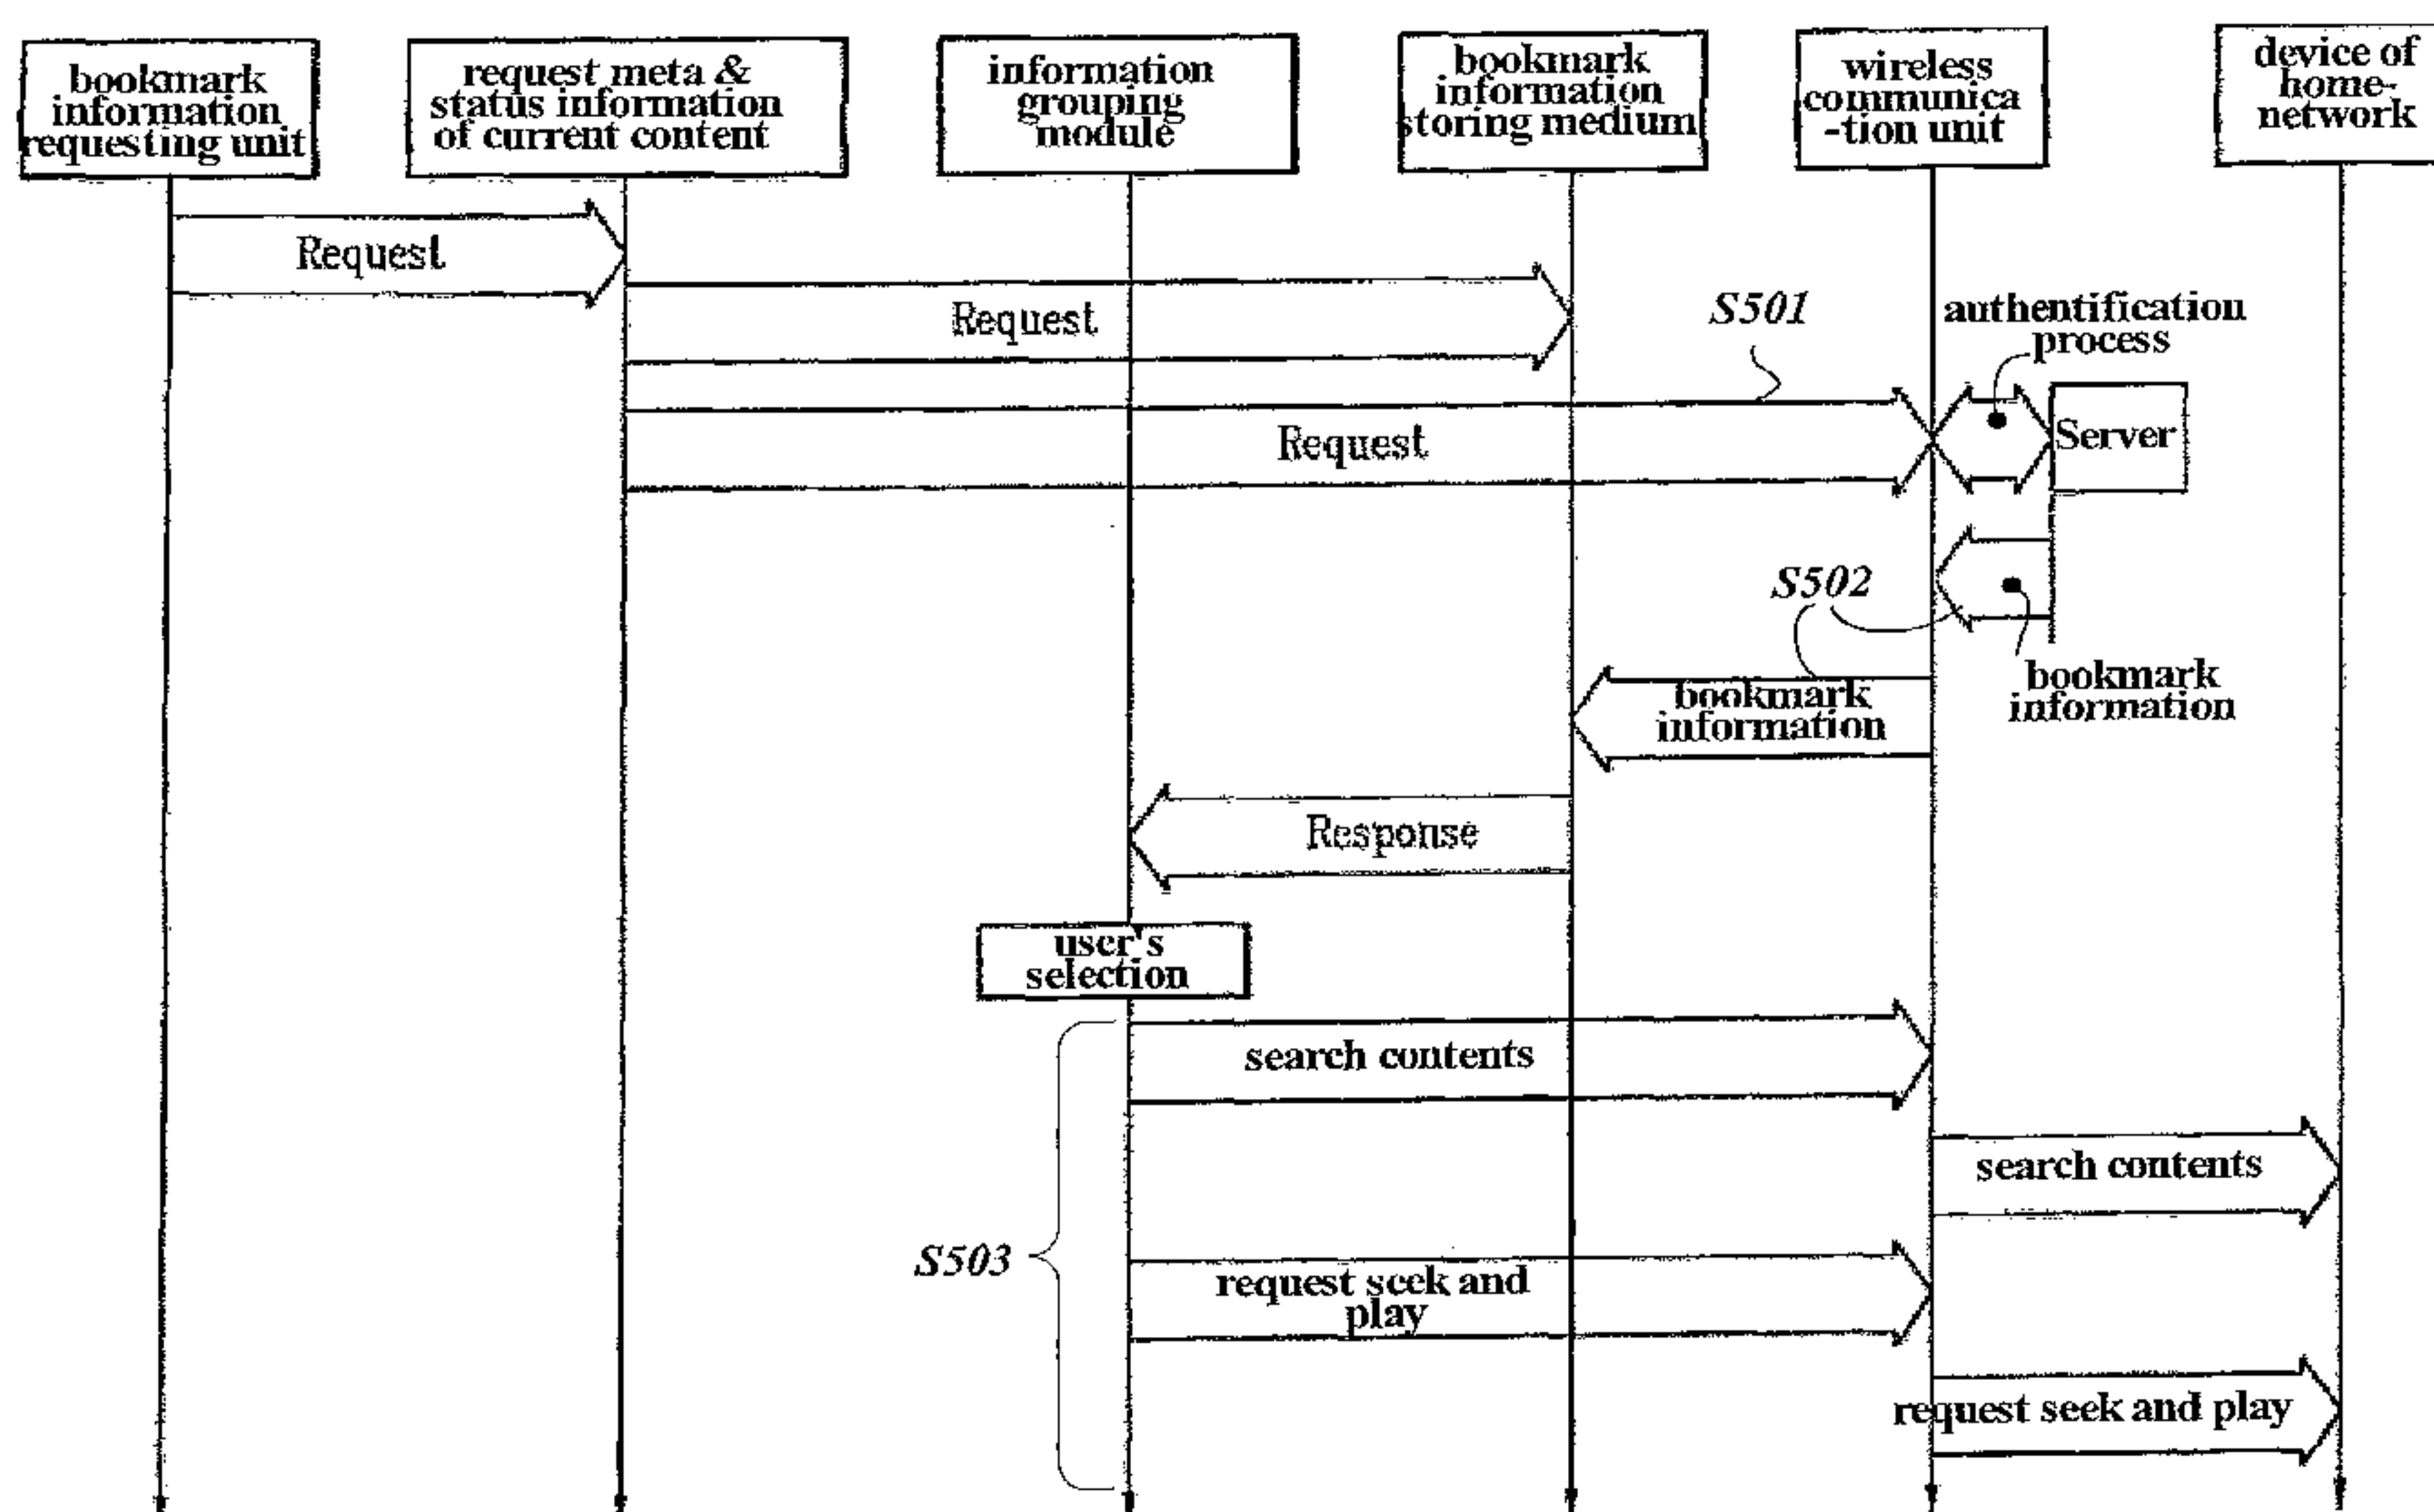 bookmark
information
requesting unit
request meta &
status information
of current content
information
grouping
module
bookmark
information
storing medium
wireless
communica
-tion unit
device of
home-
network
Request
Request
S501
authentification
process
Request
Server
S502
bookmark
information
bookmark
information
Response
user's
selection
search contents
search contents
S503
request seek and
play
request seek and play